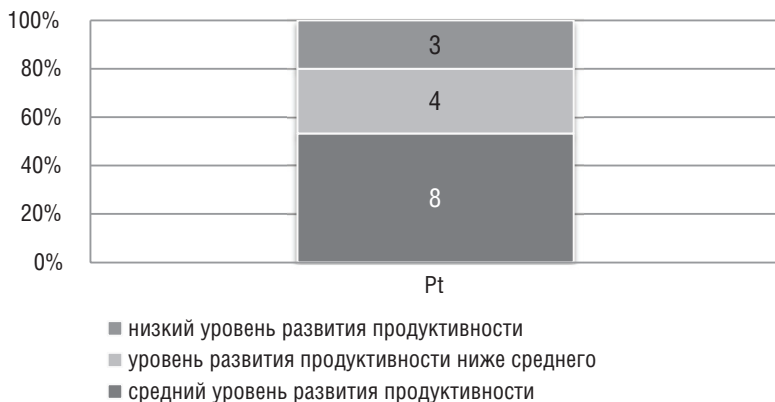 100%
80%
60%
40%
20%
0%
3
4
8
Pt
низкий уровень развития продуктивности
уровень развития продуктивности ниже среднего
средний уровень развития продуктивности